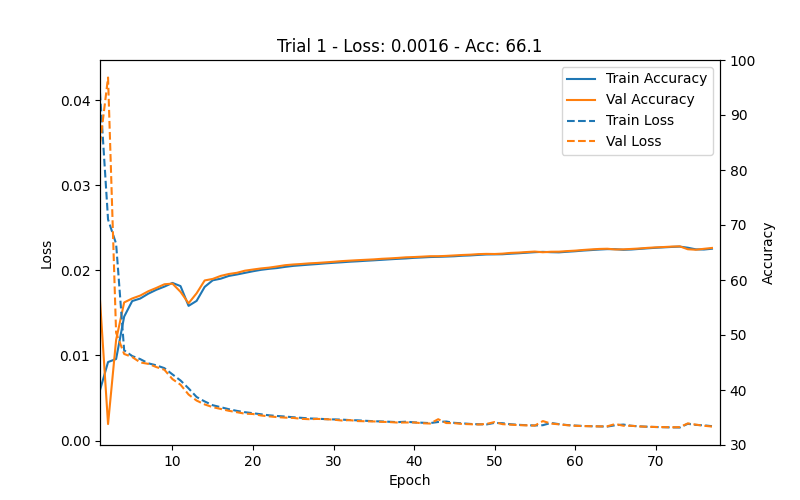 Trial 1 - Loss: 0.0016 - Acc: 66.1
Train Accuracy
Val Accuracy
Train Loss
Val Loss
Loss
0.04
0.03
0.02
0.01
0.00
100
90
80
70
60
50
40
30
Accuracy
10
20
30
40
50
60
70
Epoch